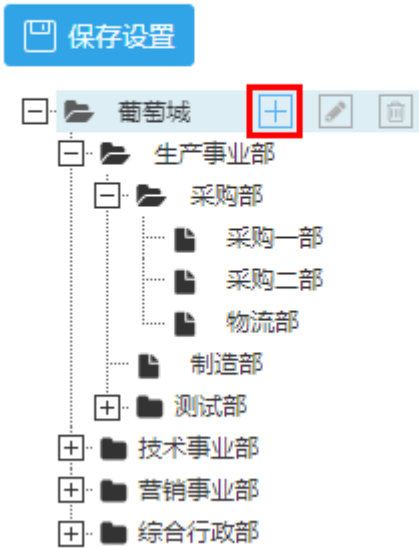 保存设置
葡萄城
生产事业部
采购部
采购一部
采购二部
物流部
制造部
测试部
技术事业部
营销事业部
综合行政部